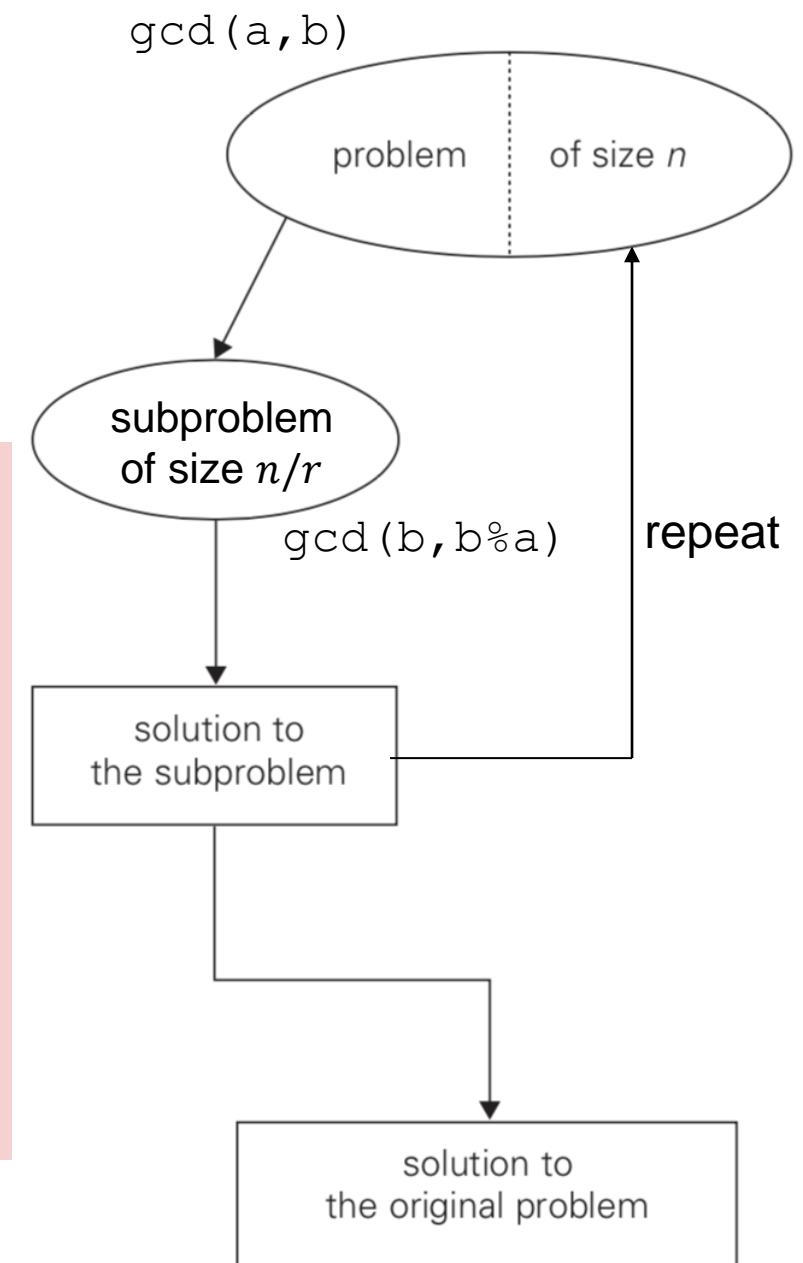 gcd(a,b)
problem of size n
subproblem
of size n/r
gcd(b,b%a)
repeat
solution to
the subproblem
solution to
the original problem